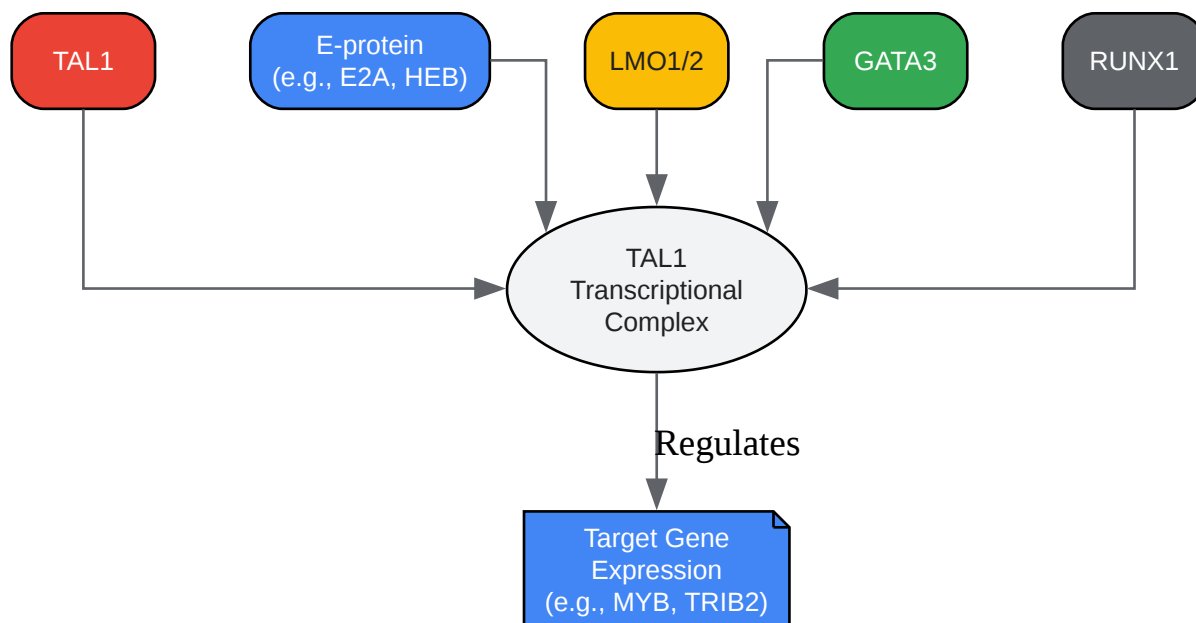 TAL1
E-protein
(e.g., E2A, HEB)
LMO1/2
GATA3
RUNX1
TAL1
Transcriptional
Complex
Regulates
Target Gene
Expression
(e.g., MYB, TRIB2)